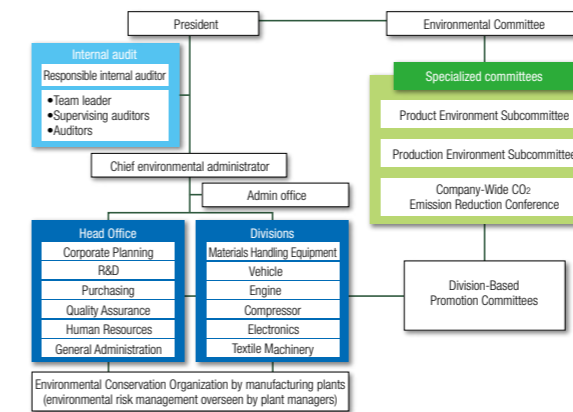 President
Environmental Committee
Internal audit
Responsible internal auditor
•Team leader
•Supervising auditors
•Auditors
Specialized committees
Product Environment Subcommittee
Production Environment Subcommittee
Company-Wide CO2
Emission Reduction Conference
Chief environmental administrator
Admin office
Head Office
Corporate Planning
R&D
Purchasing
Quality Assurance
Human Resources
General Administration
Divisions
Materials Handling Equipment
Vehicle
Engine
Compressor
Electronics
Textile Machinery
Division-Based
Promotion Committees
Environmental Conservation Organization by manufacturing plants
(environmental risk management overseen by plant managers)